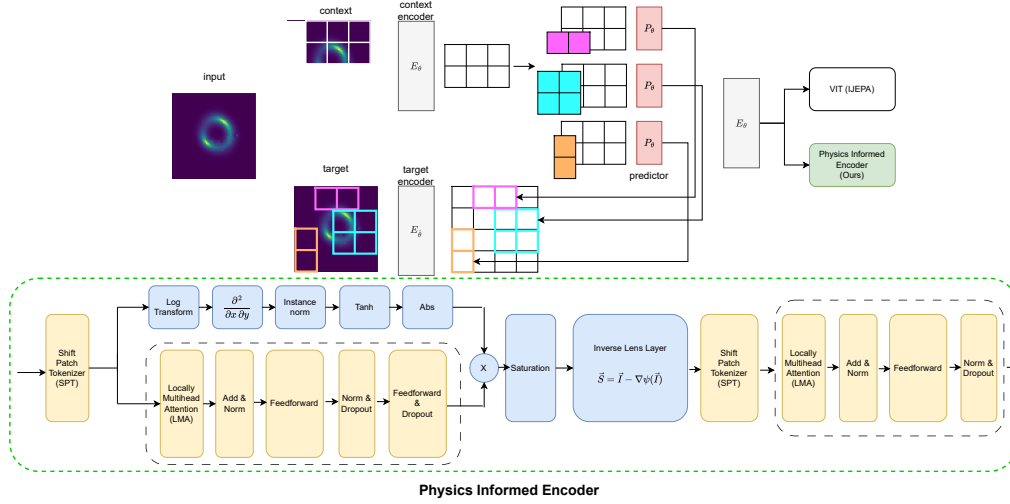 context
context
encoder
E_θ
P_θ
P_θ
P_θ
predictor
input
target
target
encoder
E_θ̂
E_θ
VIT (IJEPA)
Physics Informed
Encoder
(Ours)
Shift
Patch
Tokenizer
(SPT)
Log
Transform
∂²
∂x ∂y
Instance
norm
Tanh
Abs
Locally
Multihead
Attention
(LMA)
Add &
Norm
Feedforward
Norm &
Dropout
Feedforward
&
Dropout
X
Saturation
Inverse Lens Layer
S⃗ = I⃗ − ∇ψ(I⃗)
Shift
Patch
Tokenizer
(SPT)
Locally
Multihead
Attention
(LMA)
Add &
Norm
Feedforward
Norm &
Dropout
Physics Informed Encoder